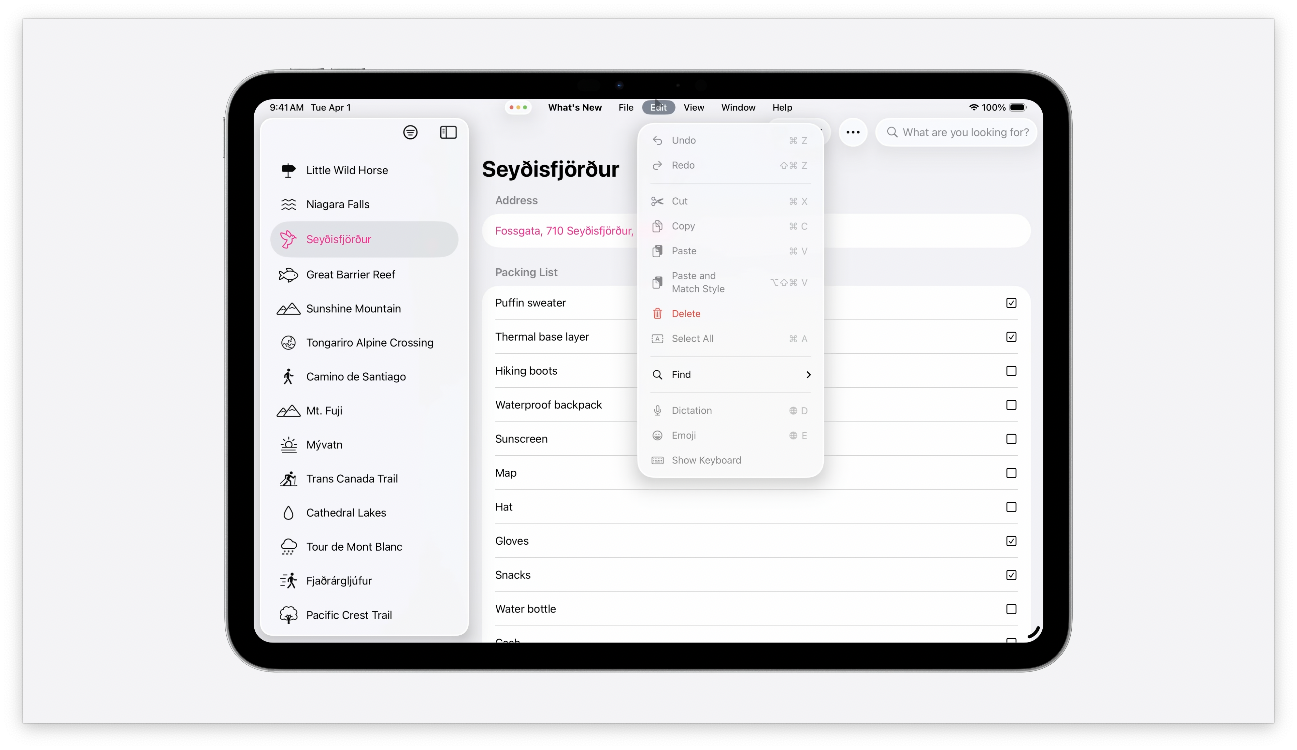 9:41 AM Tue Apr 1
What's New File Edit View Window Help
100%
What are you looking for?
Little Wild Horse
Niagara Falls
Seyðisfjörður
Great Barrier Reef
Sunshine Mountain
Tongariro Alpine Crossing
Camino de Santiago
Mt. Fuji
Mývatn
Trans Canada Trail
Cathedral Lakes
Tour de Mont Blanc
Fjaðrárgljúfur
Pacific Crest Trail
Seyðisfjörður
Address
Fossgata, 710 Seyðisfjörður,
Packing List
Puffin sweater
Thermal base layer
Hiking boots
Waterproof backpack
Sunscreen
Map
Hat
Gloves
Snacks
Water bottle
Undo ⌘ Z
Redo ⇧⌘ Z
Cut ⌘ X
Copy ⌘ C
Paste ⌘ V
Paste and
Match Style ⌥⇧⌘ V
Delete
Select All ⌘ A
Find
Dictation 🌐 D
Emoji 🌐 E
Show Keyboard